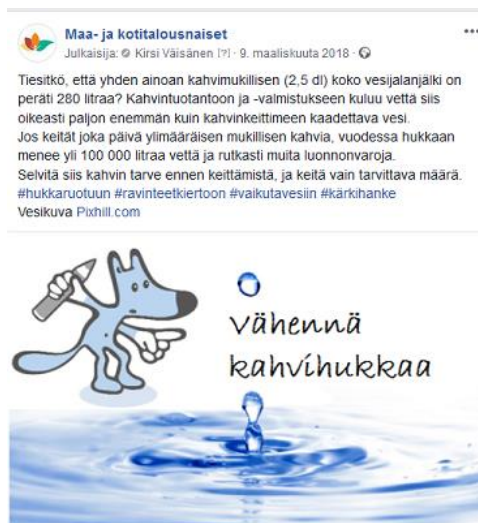 Maa- ja kotitalousnaiset
Julkaisija: Kirsi Väisänen [?] · 9. maaliskuuta 2018 ·
Tiesitkö, että yhden ainoan kahvimukillisen (2,5 dl) koko vesijalanjälki on
peräti 280 litraa? Kahvintuotantoon ja -valmistukseen kuluu vettä siis
oikeasti paljon enemmän kuin kahvinkeittimeen kaadettava vesi.
Jos keität joka päivä ylimääräisen mukillisen kahvia, vuodessa hukkaan
menee yli 100 000 litraa vettä ja rutkasti muita luonnonvaroja.
Selvitä siis kahvin tarve ennen keittämistä, ja keitä vain tarvittava määrä.
#hukkaruotuun #ravinteetkiertoon #vaikutavesiin #kärkihanke
Vesikuva Pixhill.com
Vähennä
kahvihukkaa